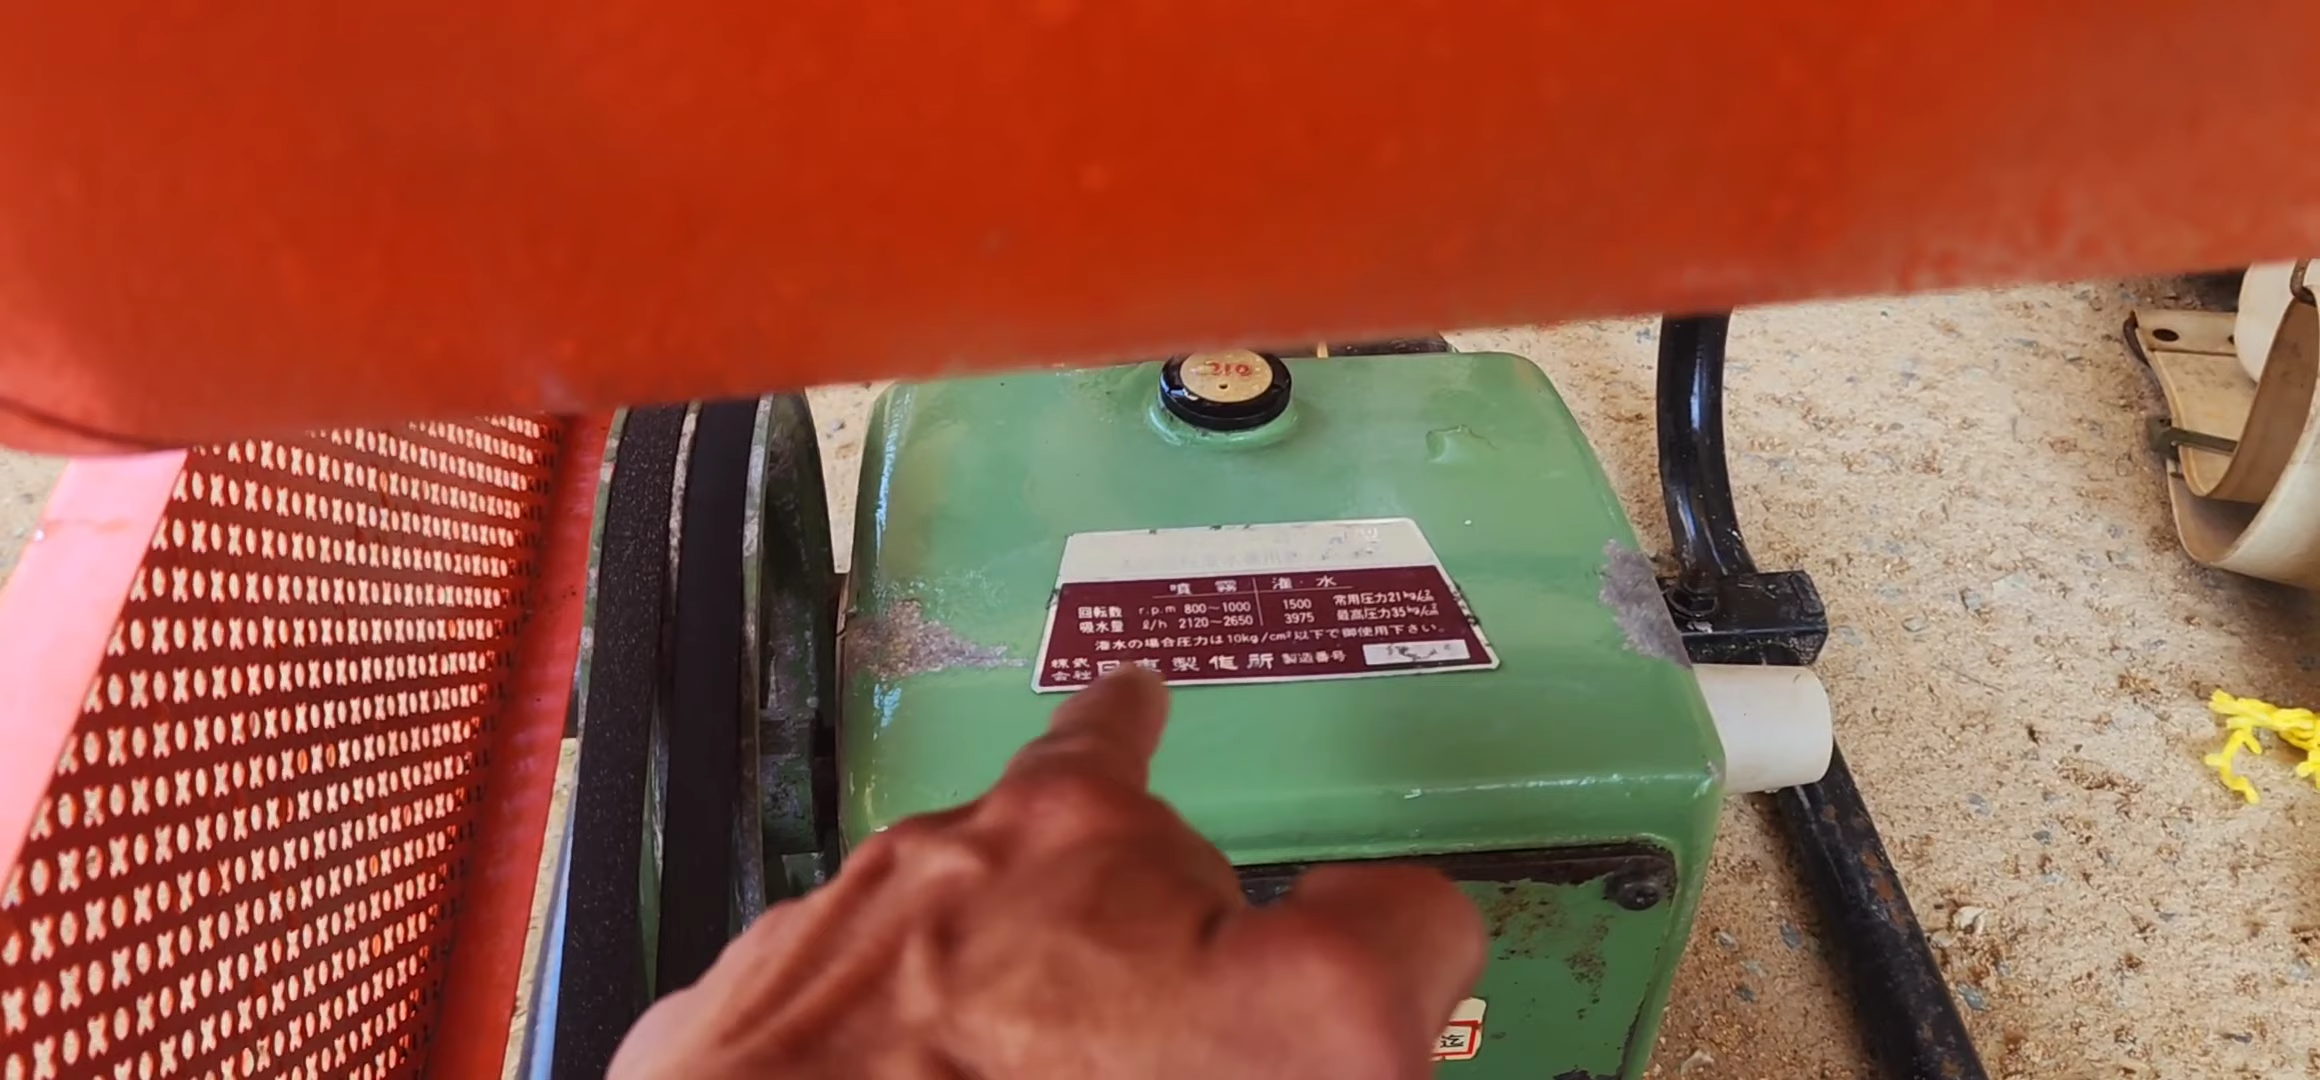 210
噴霧 灌・水
回転数 r.p.m 800～1000 1500 常用圧力21kg/cm²
吸水量 ℓ/h 2120～2650 3975 最高圧力35kg/cm²
灌水の場合圧力は10kg/cm²以下で御使用下さい。
株式会社 日 製作所 製造番号
迄